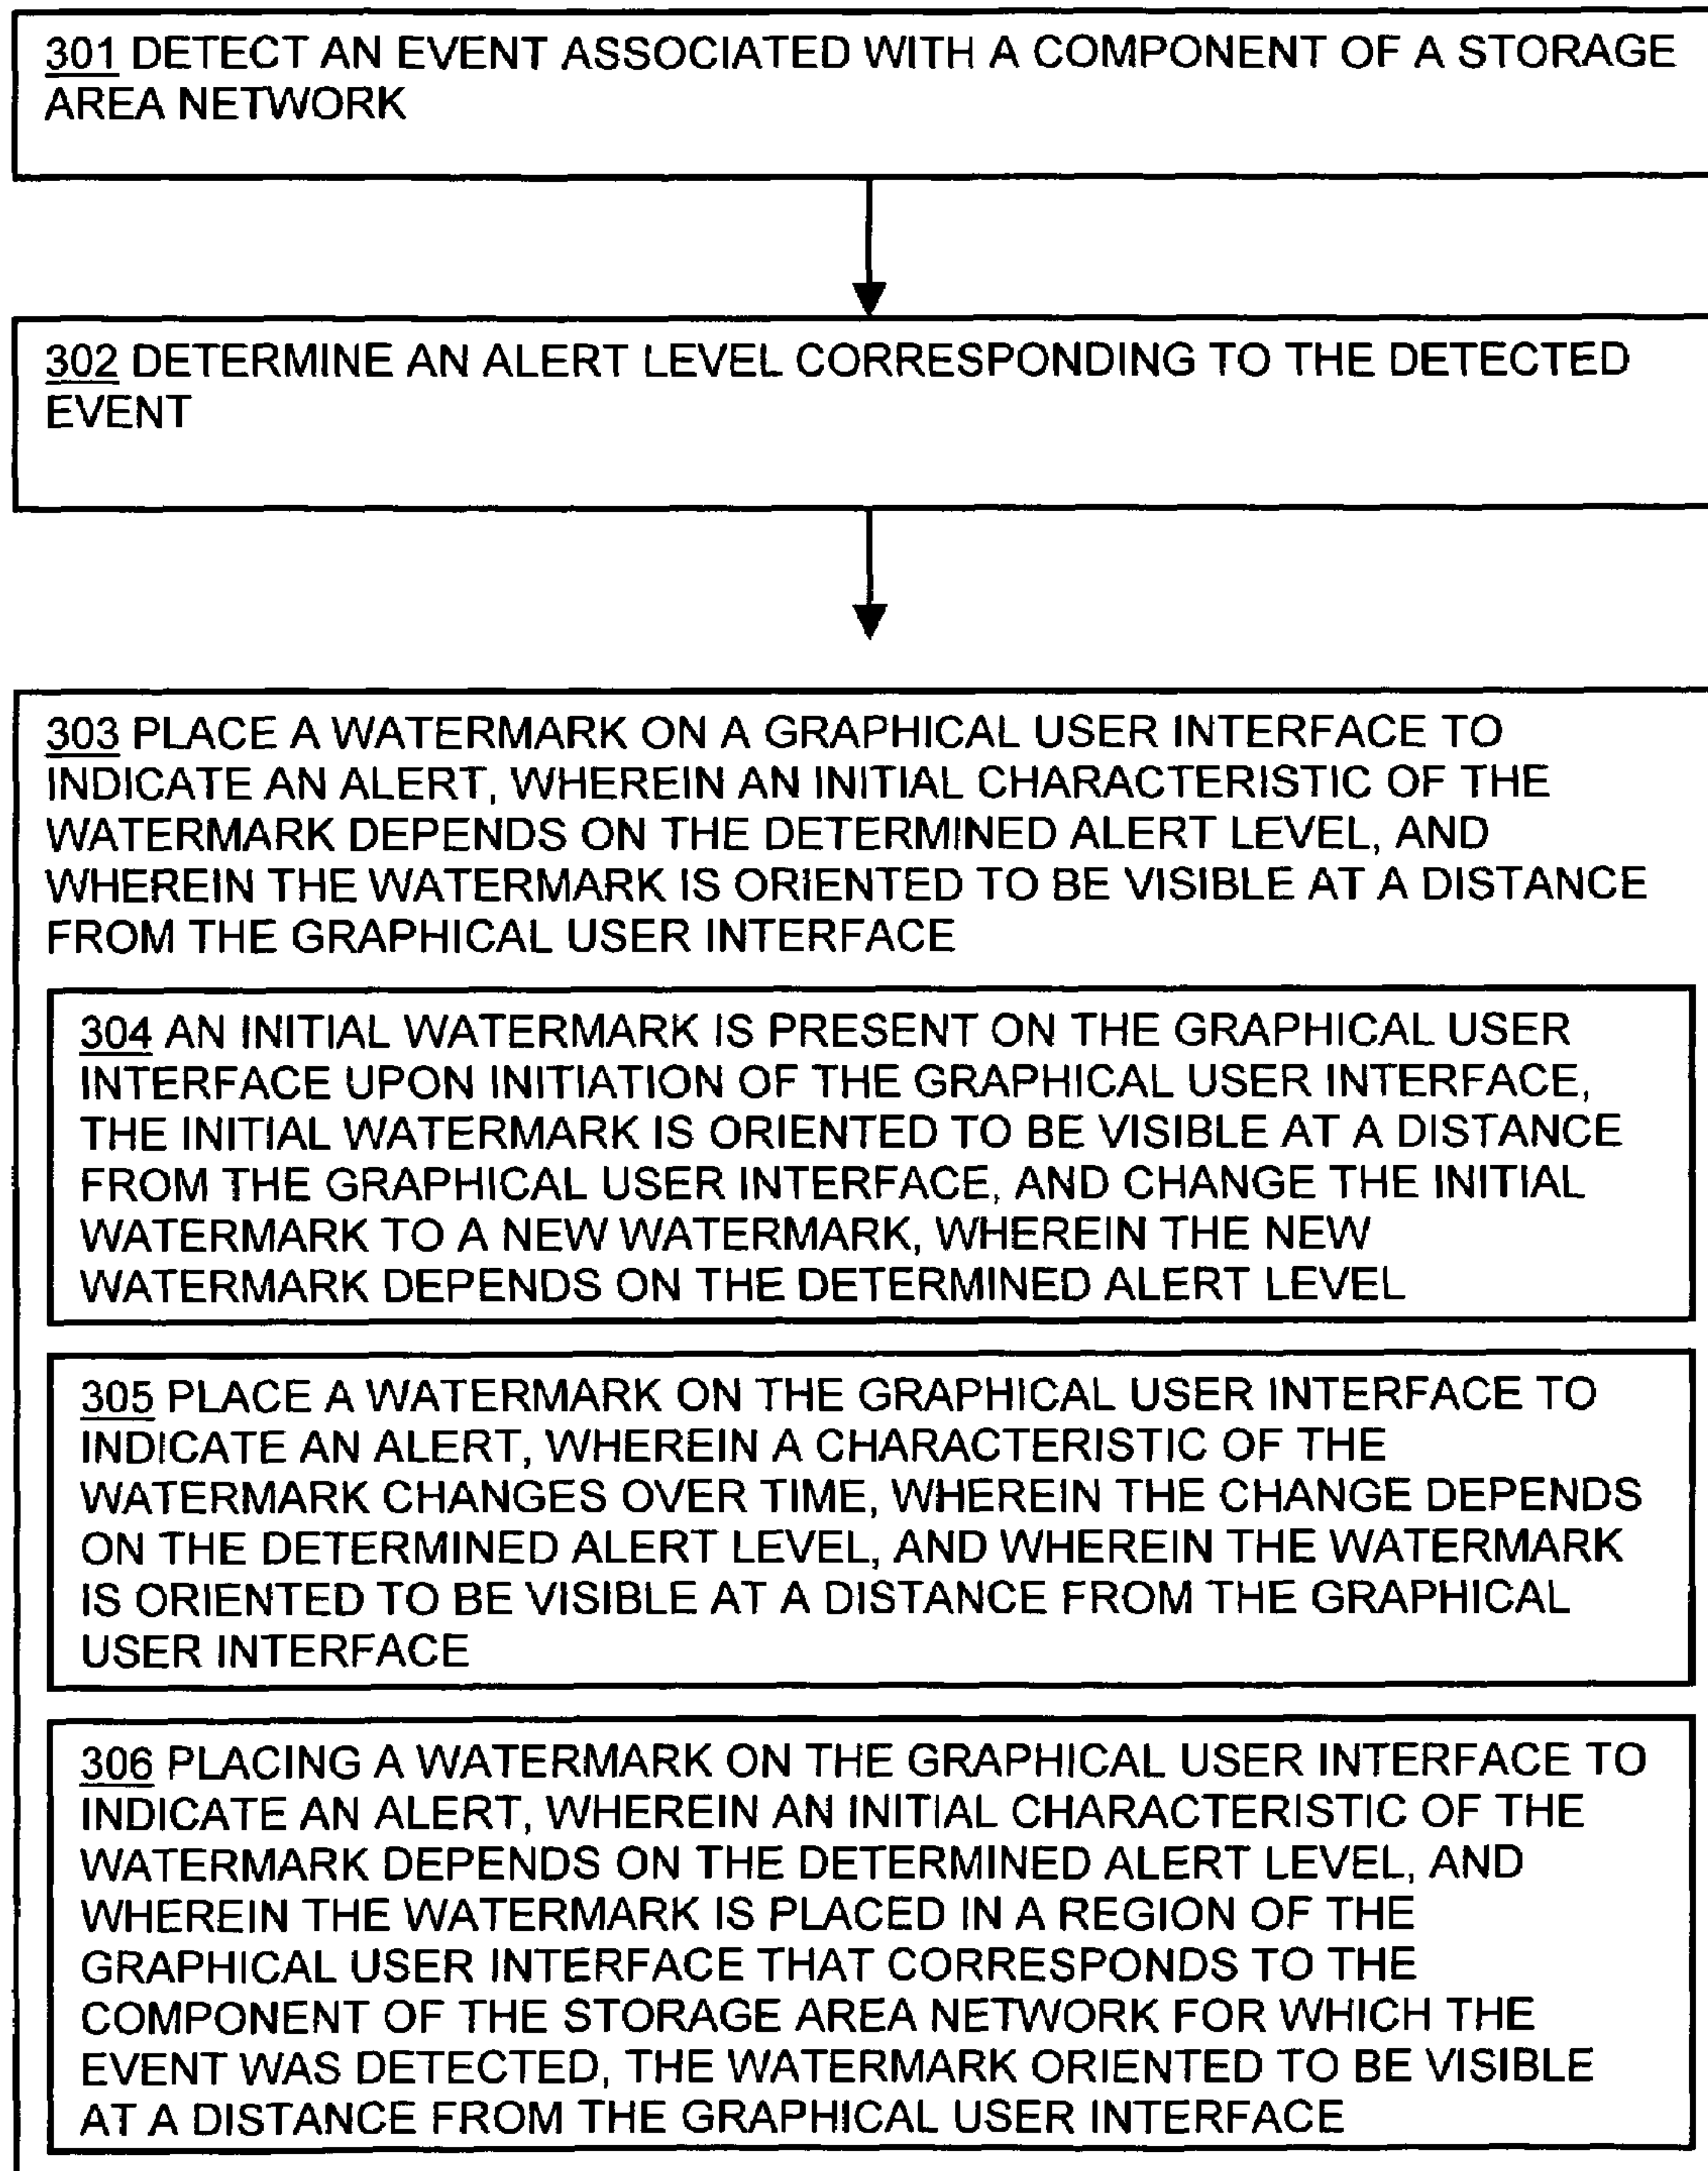 301 DETECT AN EVENT ASSOCIATED WITH A COMPONENT OF A STORAGE
AREA NETWORK
302 DETERMINE AN ALERT LEVEL CORRESPONDING TO THE DETECTED
EVENT
303 PLACE A WATERMARK ON A GRAPHICAL USER INTERFACE TO
INDICATE AN ALERT, WHEREIN AN INITIAL CHARACTERISTIC OF THE
WATERMARK DEPENDS ON THE DETERMINED ALERT LEVEL, AND
WHEREIN THE WATERMARK IS ORIENTED TO BE VISIBLE AT A DISTANCE
FROM THE GRAPHICAL USER INTERFACE
304 AN INITIAL WATERMARK IS PRESENT ON THE GRAPHICAL USER
INTERFACE UPON INITIATION OF THE GRAPHICAL USER INTERFACE,
THE INITIAL WATERMARK IS ORIENTED TO BE VISIBLE AT A DISTANCE
FROM THE GRAPHICAL USER INTERFACE, AND CHANGE THE INITIAL
WATERMARK TO A NEW WATERMARK, WHEREIN THE NEW
WATERMARK DEPENDS ON THE DETERMINED ALERT LEVEL
305 PLACE A WATERMARK ON THE GRAPHICAL USER INTERFACE TO
INDICATE AN ALERT, WHEREIN A CHARACTERISTIC OF THE
WATERMARK CHANGES OVER TIME, WHEREIN THE CHANGE DEPENDS
ON THE DETERMINED ALERT LEVEL, AND WHEREIN THE WATERMARK
IS ORIENTED TO BE VISIBLE AT A DISTANCE FROM THE GRAPHICAL
USER INTERFACE
306 PLACING A WATERMARK ON THE GRAPHICAL USER INTERFACE TO
INDICATE AN ALERT, WHEREIN AN INITIAL CHARACTERISTIC OF THE
WATERMARK DEPENDS ON THE DETERMINED ALERT LEVEL, AND
WHEREIN THE WATERMARK IS PLACED IN A REGION OF THE
GRAPHICAL USER INTERFACE THAT CORRESPONDS TO THE
COMPONENT OF THE STORAGE AREA NETWORK FOR WHICH THE
EVENT WAS DETECTED, THE WATERMARK ORIENTED TO BE VISIBLE
AT A DISTANCE FROM THE GRAPHICAL USER INTERFACE